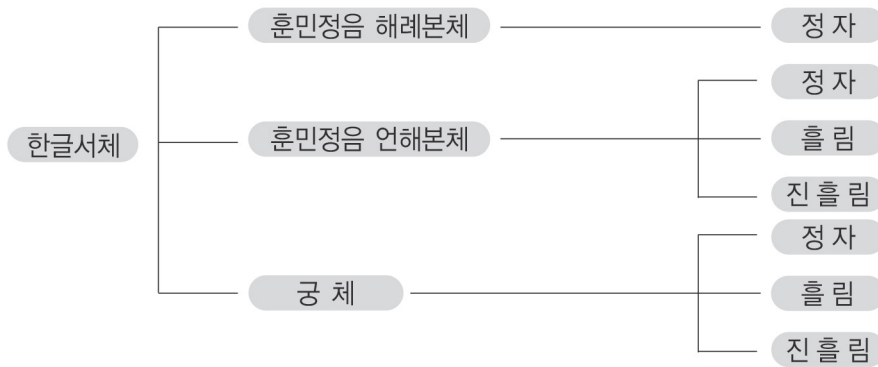 훈민정음 해례본체
정 자
정 자
한글서체
훈민정음 언해본체
흘 림
진 흘 림
정 자
궁 체
흘 림
진 흘 림